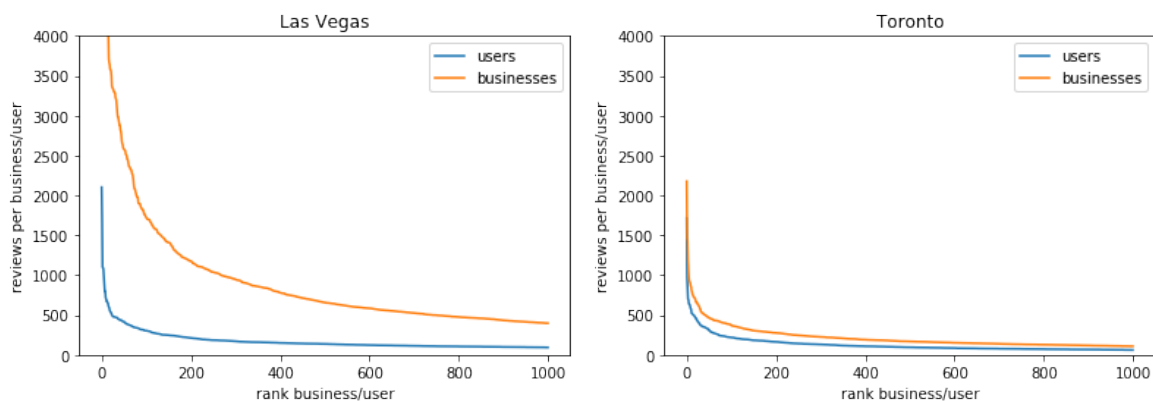 Las Vegas
4000
3500
3000
2500
2000
1500
1000
500
0
reviews per business/user
users
businesses
0 200 400 600 800 1000
rank business/user
Toronto
4000
3500
3000
2500
2000
1500
1000
500
0
reviews per business/user
users
businesses
0 200 400 600 800 1000
rank business/user